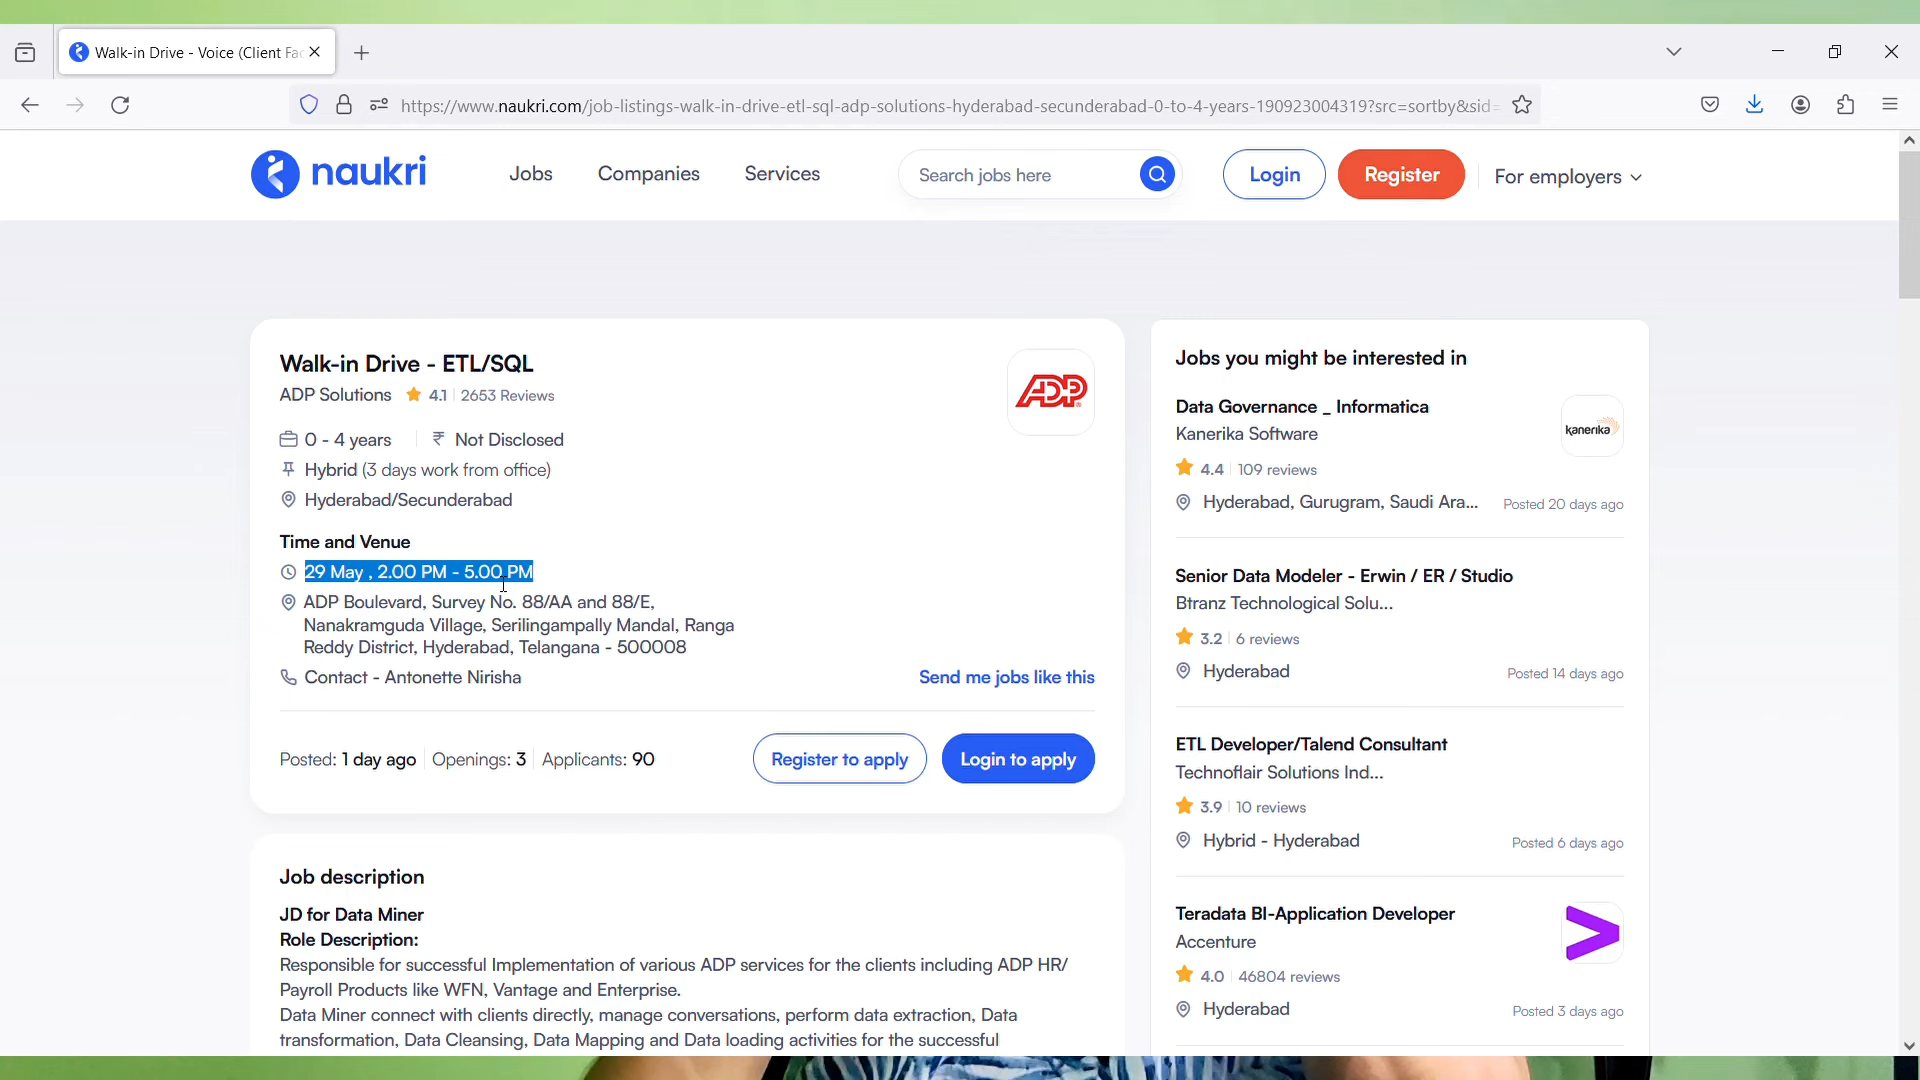 Walk-in Drive - Voice (Client Fac
https://www.naukri.com/job-listings-walk-in-drive-etl-sql-adp-solutions-hyderabad-secunderabad-0-to-4-years-190923004319?src=sortby&sid=
naukri
Jobs
Companies
Services
Search jobs here
Login
Register
For employers
Walk-in Drive - ETL/SQL
ADP Solutions 4.1 2653 Reviews
ADP
0 - 4 years ₹ Not Disclosed
Hybrid (3 days work from office)
Hyderabad/Secunderabad
Time and Venue
29 May , 2.00 PM - 5.00 PM
ADP Boulevard, Survey No. 88/AA and 88/E,
Nanakramguda Village, Serilingampally Mandal, Ranga
Reddy District, Hyderabad, Telangana - 500008
Contact - Antonette Nirisha
Send me jobs like this
Posted: 1 day ago Openings: 3 Applicants: 90
Register to apply
Login to apply
Job description
JD for Data Miner
Role Description:
Responsible for successful Implementation of various ADP services for the clients including ADP HR/
Payroll Products like WFN, Vantage and Enterprise.
Data Miner connect with clients directly, manage conversations, perform data extraction, Data
transformation, Data Cleansing, Data Mapping and Data loading activities for the successful
Jobs you might be interested in
Data Governance _ Informatica
Kanerika Software
kanerika
4.4 109 reviews
Hyderabad, Gurugram, Saudi Ara... Posted 20 days ago
Senior Data Modeler - Erwin / ER / Studio
Btranz Technological Solu...
3.2 6 reviews
Hyderabad Posted 14 days ago
ETL Developer/Talend Consultant
Technoflair Solutions Ind...
3.9 10 reviews
Hybrid - Hyderabad Posted 6 days ago
Teradata BI-Application Developer
Accenture
4.0 46804 reviews
Hyderabad Posted 3 days ago